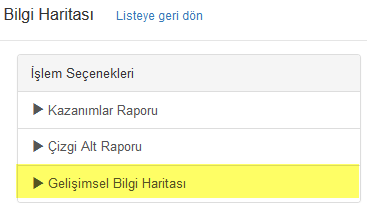 Bilgi Haritası Listeye geri dön
İşlem Seçenekleri
▶ Kazanımlar Raporu
▶ Çizgi Alt Raporu
▶ Gelişimsel Bilgi Haritası